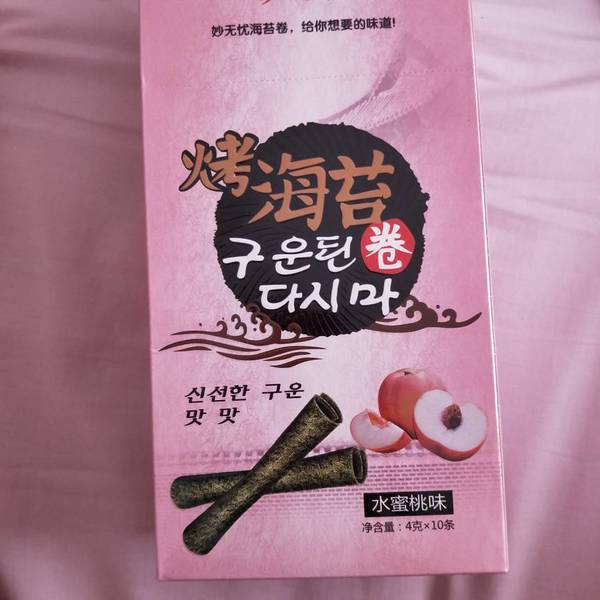 妙无忧海苔卷，给你想要的味道!
烤海苔
卷
구운된
다시마
신선한 구운
맛 맛
水蜜桃味
净含量：4克×10条